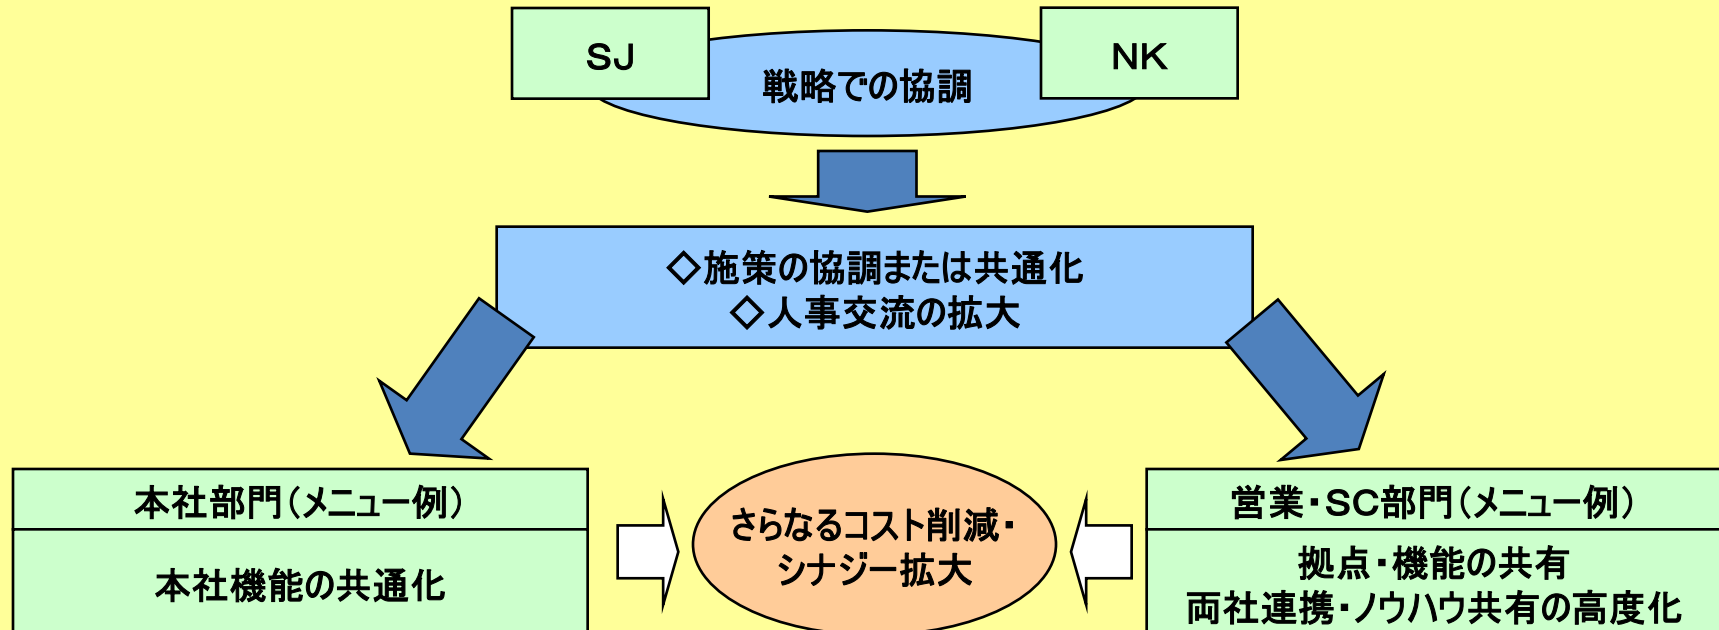 SJ
NK
戦略での協調
◇施策の協調または共通化
◇人事交流の拡大
本社部門(メニュー例)
本社機能の共通化
さらなるコスト削減・
シナジー拡大
営業・SC部門(メニュー例)
拠点・機能の共有
両社連携・ノウハウ共有の高度化